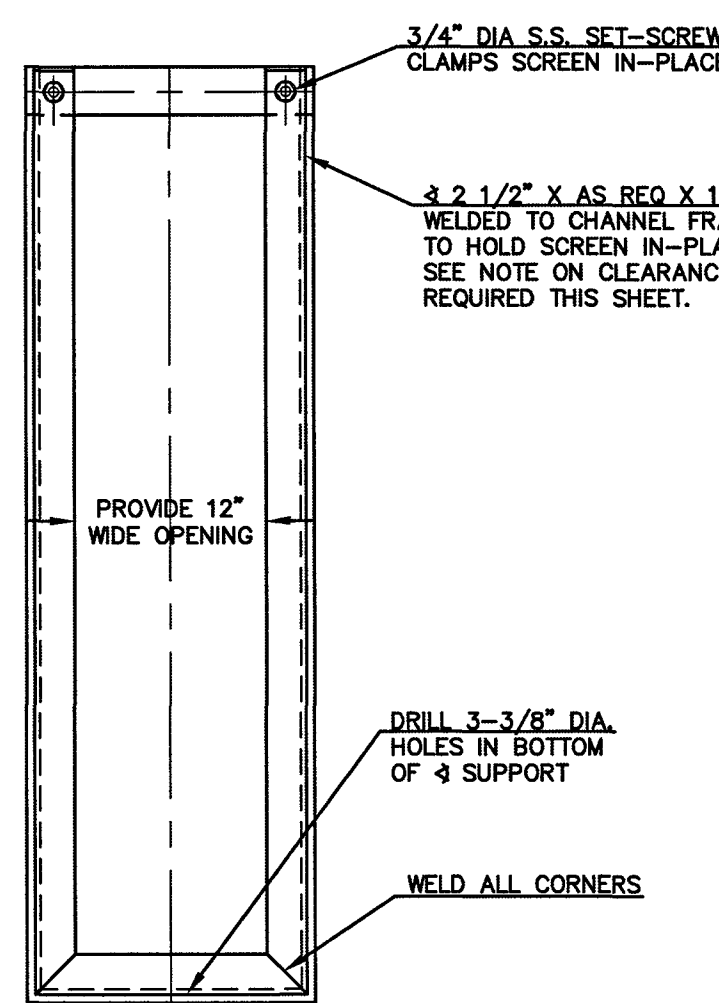 3/4" DIA S.S. SET-SCREW
CLAMPS SCREEN IN-PLACE
∢ 2 1/2" X AS REQ X 1
WELDED TO CHANNEL FRA
TO HOLD SCREEN IN-PLA
SEE NOTE ON CLEARANC
REQUIRED THIS SHEET.
PROVIDE 12"
WIDE OPENING
DRILL 3-3/8" DIA.
HOLES IN BOTTOM
OF ∢ SUPPORT
WELD ALL CORNERS